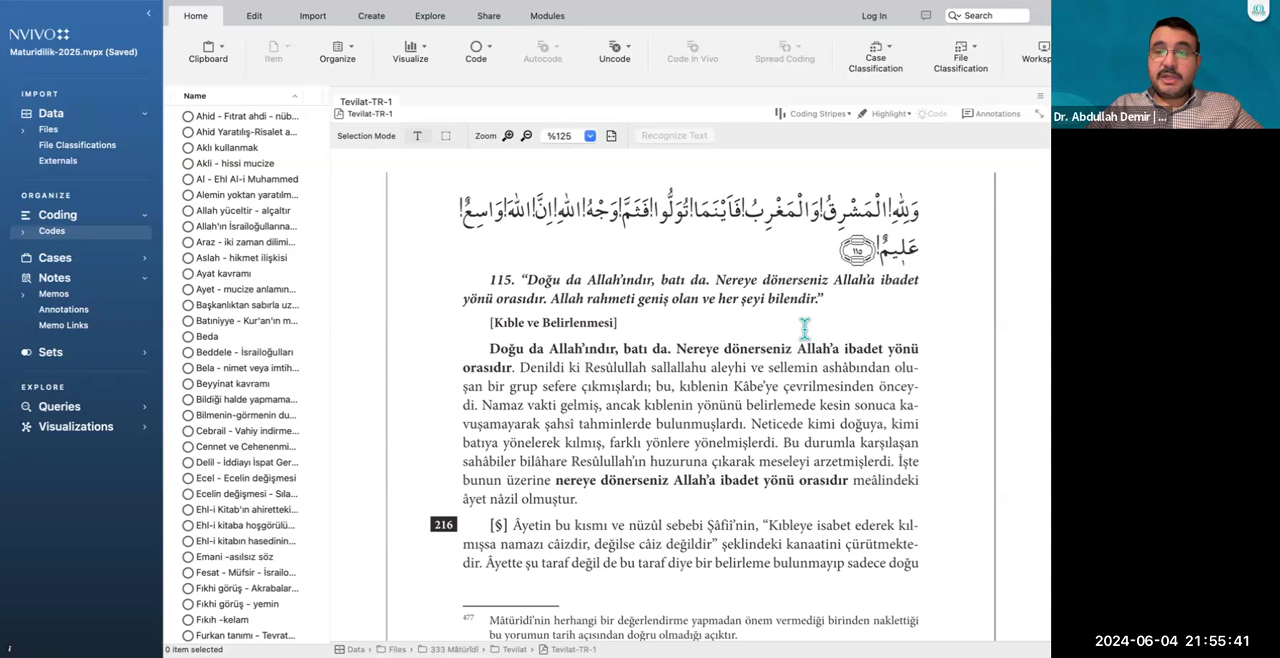 NVIVO
Maturidilik-2025.nvpx (Saved)
IMPORT
Data
Files
File Classifications
Externals
ORGANIZE
Coding
Codes
Cases
Notes
Memos
Annotations
Memo Links
Sets
EXPLORE
Queries
Visualizations
Home Edit Import Create Explore Share Modules Log In Search
Clipboard Item Organize Visualize Code Autocode Uncode Code In Vivo Spread Coding Case Classification File Classification Worksp
Name
Ahid - Fıtrat ahdi - nüb...
Ahid Yaratılış-Risalet a...
Aklı kullanmak
Akli - hissi mucize
Al - Ehl Al-i Muhammed
Alemin yoktan yaratılm...
Allah yüceltir - alçaltır
Allah'ın İsrailoğullarına...
Araz - iki zaman dilimi...
Aslah - hikmet ilişkisi
Ayat kavramı
Ayet - mucize anlamın...
Başkanlıktan sabırla uz...
Batıniyye - Kur'an'ın m...
Beda
Beddele - İsrailoğulları
Bela - nimet veya imtih...
Beyyinat kavramı
Bildiği halde yapmama...
Bilmenin-görmenin du...
Cebrail - Vahiy indirme...
Cennet ve Cehenenmi...
Delil - İddiayı İspat Ger...
Ecel - Ecelin değişmesi
Ecelin değişmesi - Sıla...
Ehl-i Kitab'ın ahiretteki...
Ehl-i kitaba hoşgörülü...
Ehl-i kitabın hasedinin...
Emani -asılsız söz
Fesat - Müfsir - İsrailo...
Fıkhi görüş - Akrabalar...
Fıkhi görüş - yemin
Fıkıh -kelam
Furkan tanımı - Tevrat...
0 item selected
Tevilat-TR-1
Tevilat-TR-1 Coding Stripes Highlight Code Annotations
Selection Mode T Zoom %125 Recognize Text
وَلِلّٰهِ الْمَشْرِقُ وَالْمَغْرِبُ فَاَيْنَمَا تُوَلُّوا فَثَمَّ وَجْهُ اللّٰهِ اِنَّ اللّٰهَ وَاسِعٌ
عَل۪يمٌ ١١٥
115. “Doğu da Allah’ındır, batı da. Nereye dönerseniz Allah’a ibadet
yönü orasıdır. Allah rahmeti geniş olan ve her şeyi bilendir.”
[Kıble ve Belirlenmesi]
Doğu da Allah’ındır, batı da. Nereye dönerseniz Allah’a ibadet yönü
orasıdır. Denildi ki Resûlullah sallallahu aleyhi ve sellemin ashâbından olu-
şan bir grup sefere çıkmışlardı; bu, kıblenin Kâbe’ye çevrilmesinden öncey-
di. Namaz vakti gelmiş, ancak kıblenin yönünü belirlemede kesin sonuca ka-
vuşamayarak şahsî tahminlerde bulunmuşlardı. Neticede kimi doğuya, kimi
batıya yönelerek kılmış, farklı yönlere yönelmişlerdi. Bu durumla karşılaşan
sahâbiler bilâhare Resûlullah’ın huzuruna çıkarak meseleyi arzetmişlerdi. İşte
bunun üzerine nereye dönerseniz Allah’a ibadet yönü orasıdır meâlindeki
âyet nâzil olmuştur.
216 [§] Âyetin bu kısmı ve nüzûl sebebi Şâfiî’nin, “Kıbleye isabet ederek kıl-
mışsa namazı câizdir, değilse câiz değildir” şeklindeki kanaatini çürütmekte-
dir. Âyette şu taraf değil de bu taraf diye bir belirleme bulunmayıp sadece doğu
477 Mâtürîdî’nin herhangi bir değerlendirme yapmadan önem vermediği birinden naklettiği
bu yorumun tarih açısından doğru olmadığı açıktır.
Data > Files > 333 Mâtürîdî > Tevilat > Tevilat-TR-1
Dr. Abdullah Demir | ...
2024-06-04 21:55:41